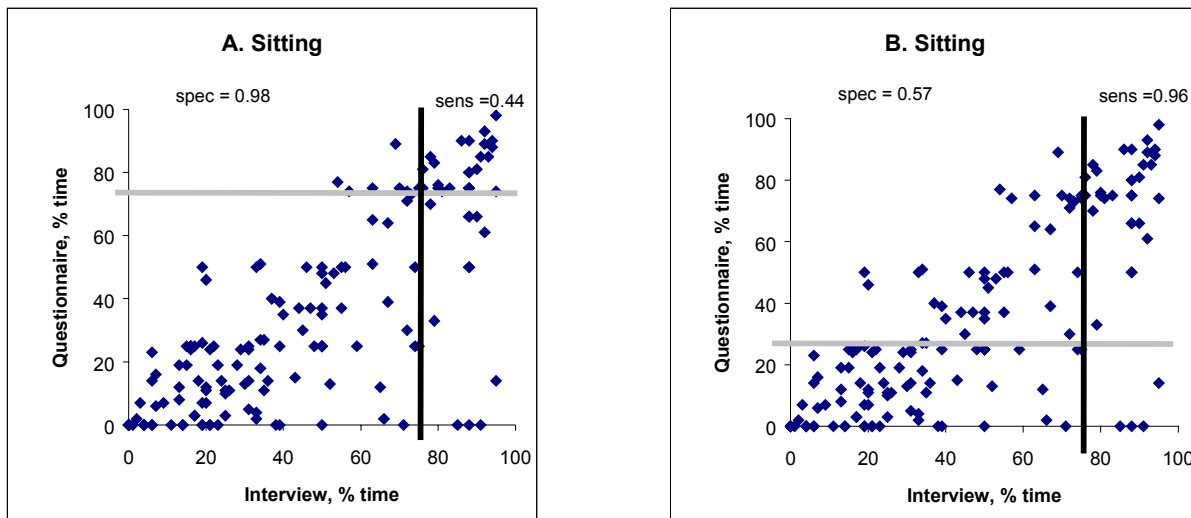 A. Sitting
spec = 0.98
sens =0.44
100
80
60
40
20
0
0 20 40 60 80 100
Questionnaire, % time
Interview, % time
B. Sitting
spec = 0.57
sens =0.96
100
80
60
40
20
0
0 20 40 60 80 100
Questionnaire, % time
Interview, % time